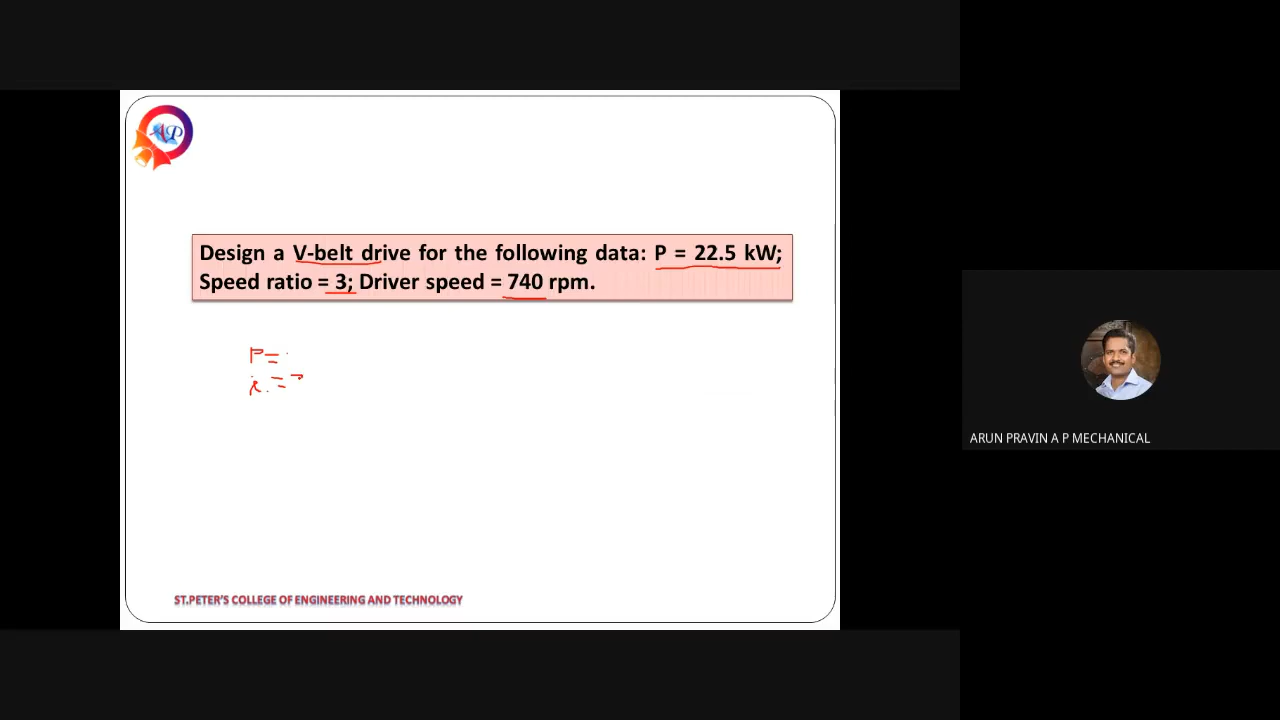 AP
Design a V-belt drive for the following data: P = 22.5 kW;
Speed ratio = 3; Driver speed = 740 rpm.
P=
i =
ST.PETER'S COLLEGE OF ENGINEERING AND TECHNOLOGY
ARUN PRAVIN A P MECHANICAL